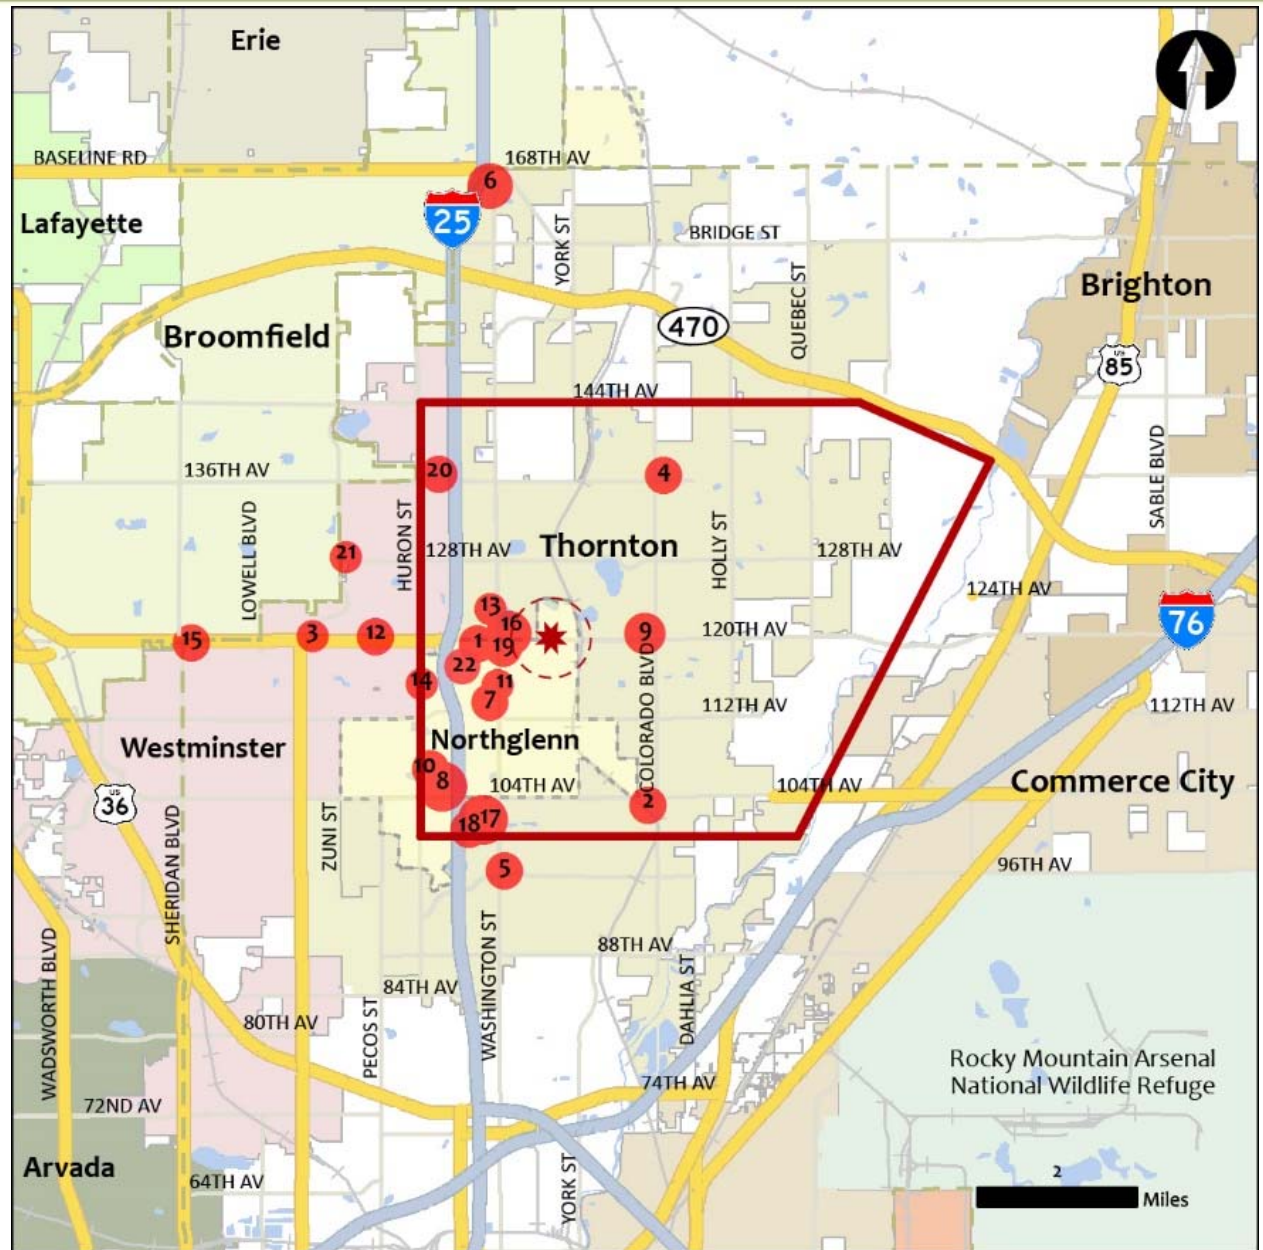 Erie
BASELINE RD
168TH AV
6
Lafayette
25
YORK ST
BRIDGE ST
QUEBEC ST
Brighton
Broomfield
470
US
85
144TH AV
136TH AV
20
4
SABLE BLVD
LOWELL BLVD
HURON ST
21
128TH AV
Thornton
HOLLY ST
128TH AV
124TH AV
13
16
15
3
12
1
19
9
120TH AV
76
22
14
11
7
COLORADO BLVD
112TH AV
112TH AV
Westminster
Northglenn
10
8
104TH AV
104TH AV
Commerce City
US
36
2
18
17
ZUNI ST
SHERIDAN BLVD
5
96TH AV
WADSWORTH BLVD
WASHINGTON ST
88TH AV
DAHLIA ST
84TH AV
80TH AV
PECOS ST
Rocky Mountain Arsenal
National Wildlife Refuge
74TH AV
72ND AV
Arvada
64TH AV
YORK ST
2
Miles